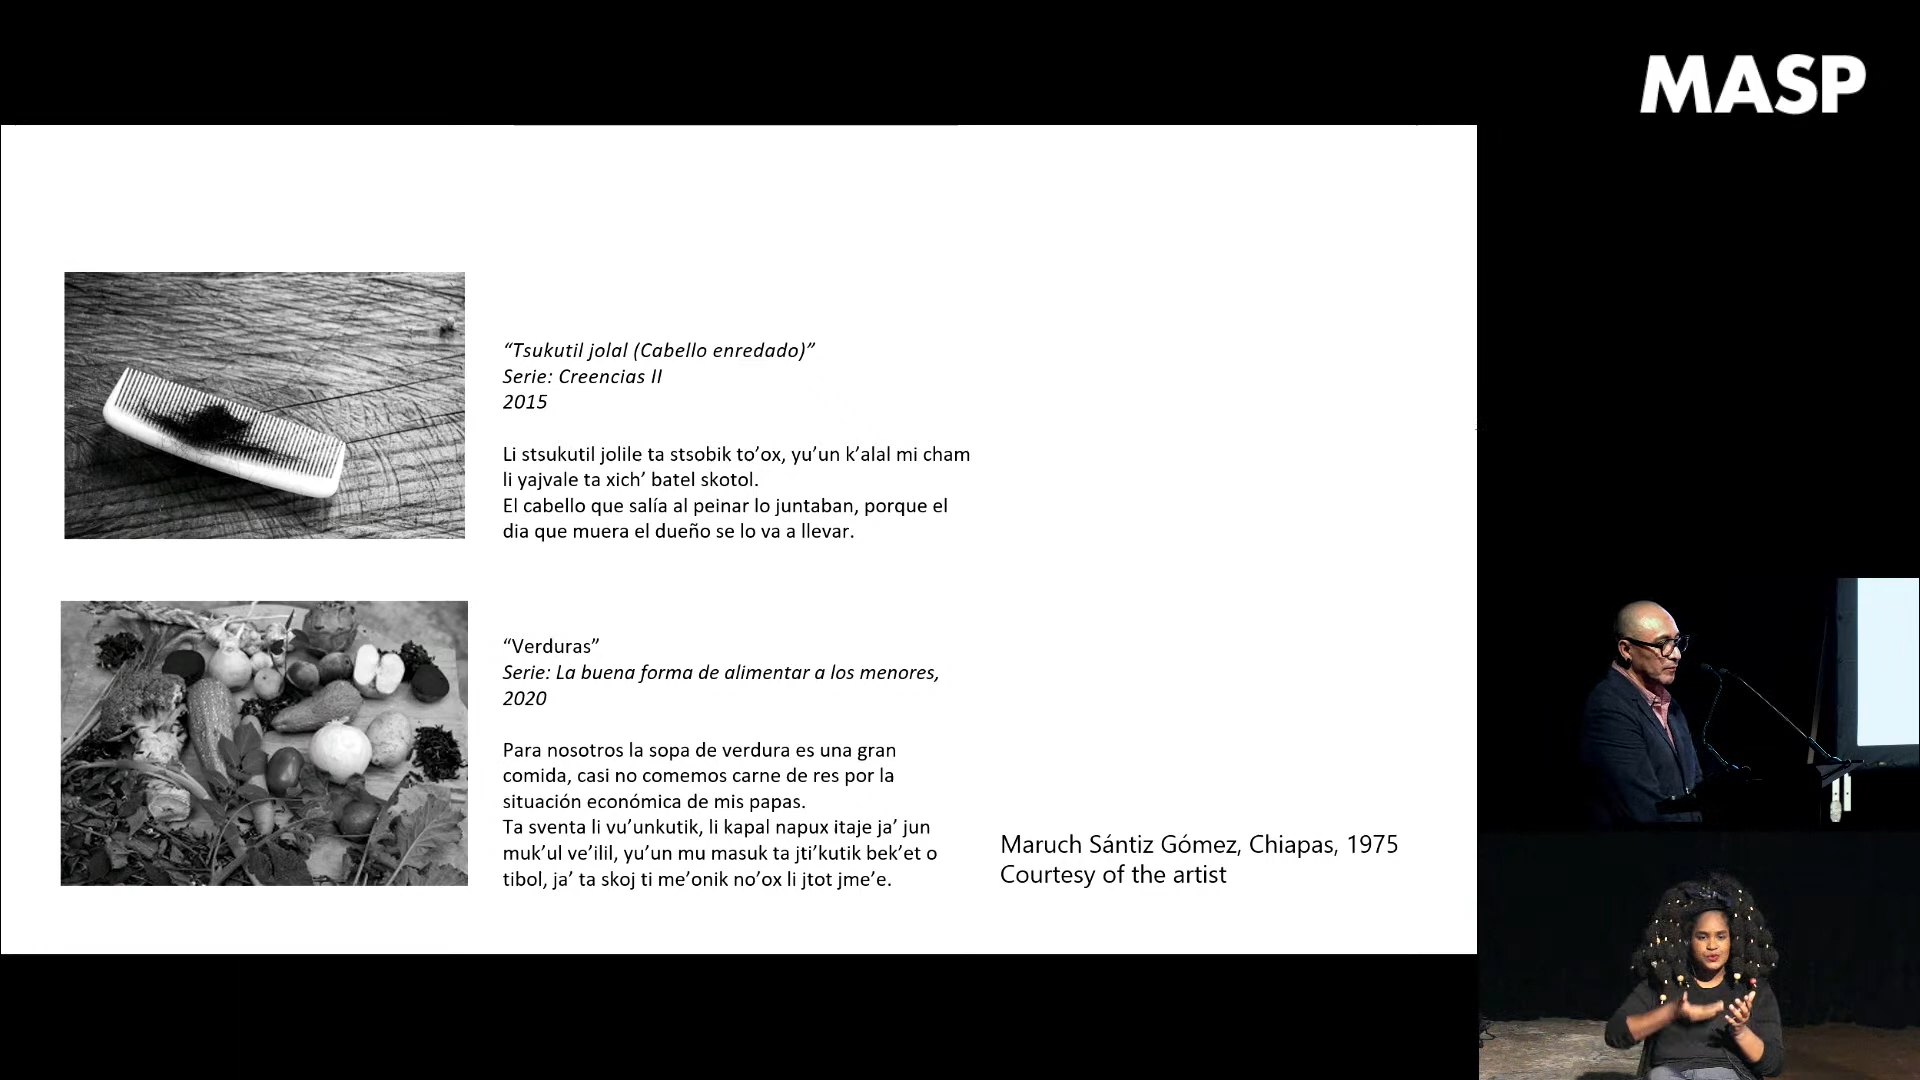 MASP
“Tsukutil jolal (Cabello enredado)”
Serie: Creencias II
2015
Li stsukutil jolile ta stsobik to’ox, yu’un k’alal mi cham
li yajvale ta xich’ batel skotol.
El cabello que salía al peinar lo juntaban, porque el
dia que muera el dueño se lo va a llevar.
“Verduras”
Serie: La buena forma de alimentar a los menores,
2020
Para nosotros la sopa de verdura es una gran
comida, casi no comemos carne de res por la
situación económica de mis papas.
Ta sventa li vu’unkutik, li kapal napux itaje ja’ jun
muk’ul ve’ilil, yu’un mu masuk ta jti’kutik bek’et o
tibol, ja’ ta skoj ti me’onik no’ox li jtot jme’e.
Maruch Sántiz Gómez, Chiapas, 1975
Courtesy of the artist